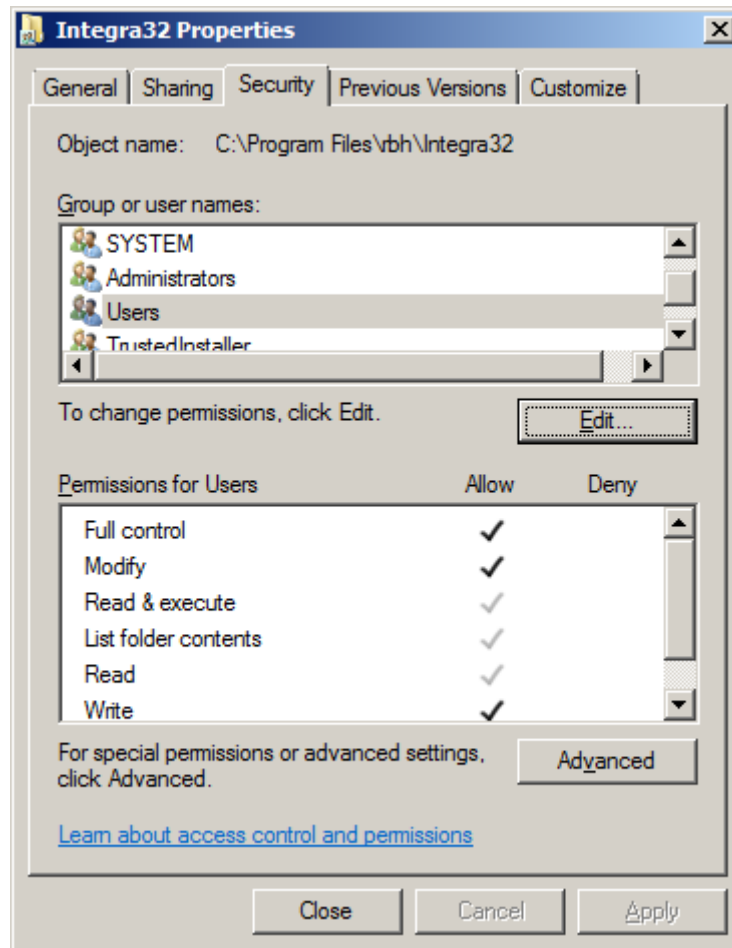 Integra32 Properties
General Sharing Security Previous Versions Customize
Object name: C:\Program Files\rbh\Integra32
Group or user names:
SYSTEM
Administrators
Users
TrustedInstaller
To change permissions, click Edit.
Edit...
Permissions for Users Allow Deny
Full control
Modify
Read & execute
List folder contents
Read
Write
For special permissions or advanced settings,
click Advanced.
Advanced
Learn about access control and permissions
Close Cancel Apply